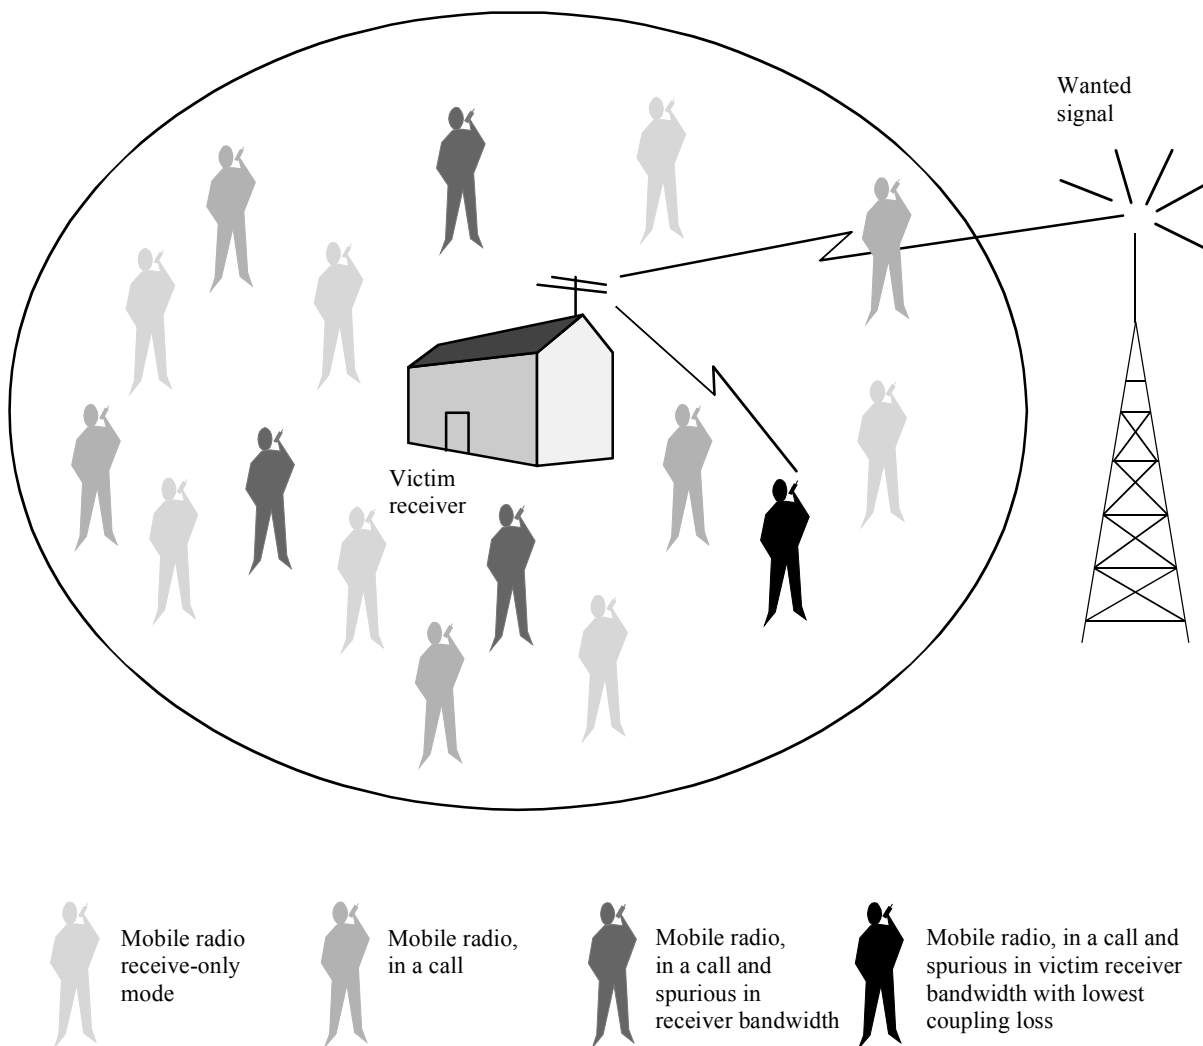 Wanted
signal
Victim
receiver
Mobile radio
receive-only
mode
Mobile radio,
in a call
Mobile radio,
in a call and
spurious in
receiver bandwidth
Mobile radio, in a call and
spurious in victim receiver
bandwidth with lowest
coupling loss